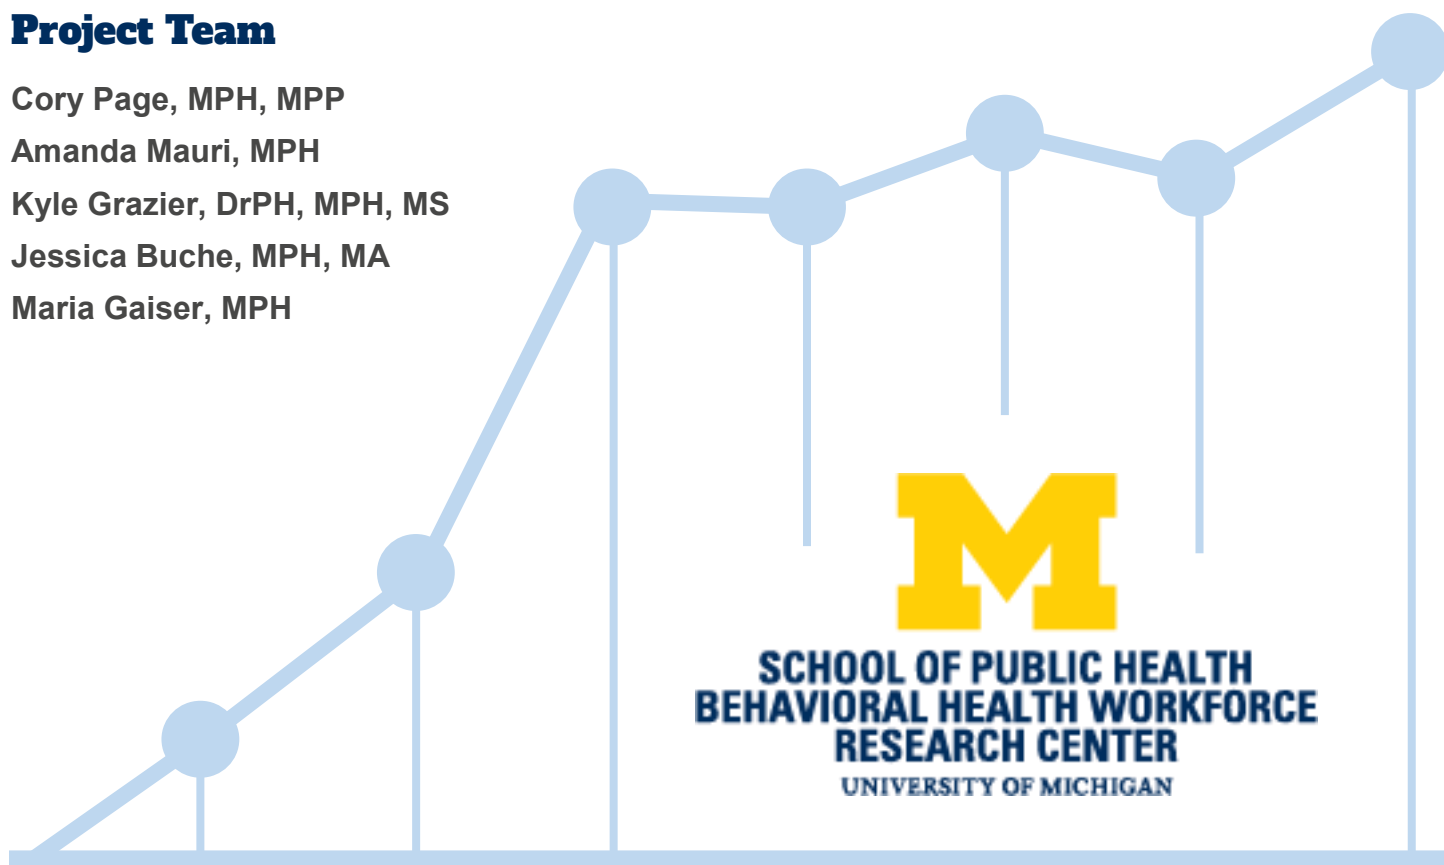 Project Team
Cory Page, MPH, MPP
Amanda Mauri, MPH
Kyle Grazier, DrPH, MPH, MS
Jessica Buche, MPH, MA
Maria Gaiser, MPH
M
SCHOOL OF PUBLIC HEALTH
BEHAVIORAL HEALTH WORKFORCE
RESEARCH CENTER
UNIVERSITY OF MICHIGAN